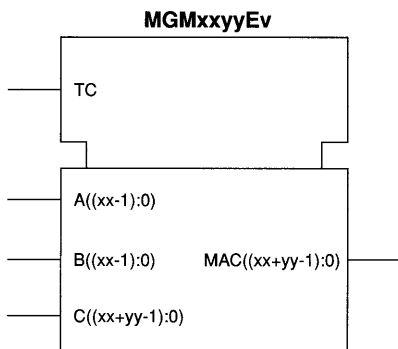 MGMxxyyEv
TC
A((xx-1):0)
B((xx-1):0)
MAC((xx+yy-1):0)
C((xx+yy-1):0)